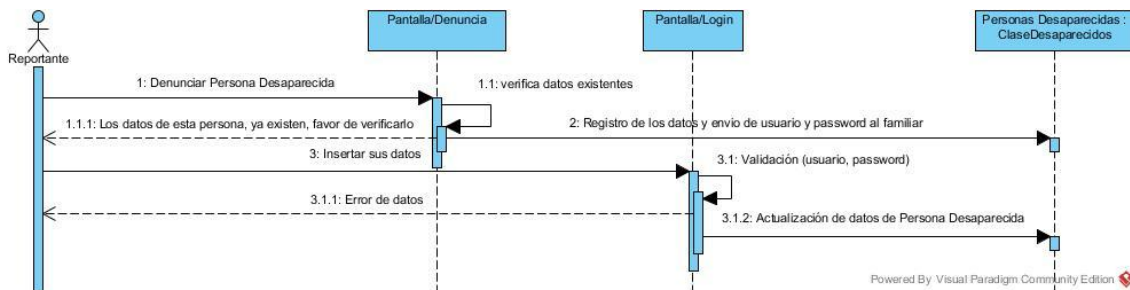 Reportante
Pantalla/Denuncia
Pantalla/Login
Personas Desaparecidas :
ClaseDesaparecidos
1: Denunciar Persona Desaparecida
1.1: verifica datos existentes
1.1.1: Los datos de esta persona, ya existen, favor de verificarlo
2: Registro de los datos y envio de usuario y password al familiar
3: Insertar sus datos
3.1: Validación (usuario, password)
3.1.1: Error de datos
3.1.2: Actualización de datos de Persona Desaparecida
Powered By Visual Paradigm Community Edition